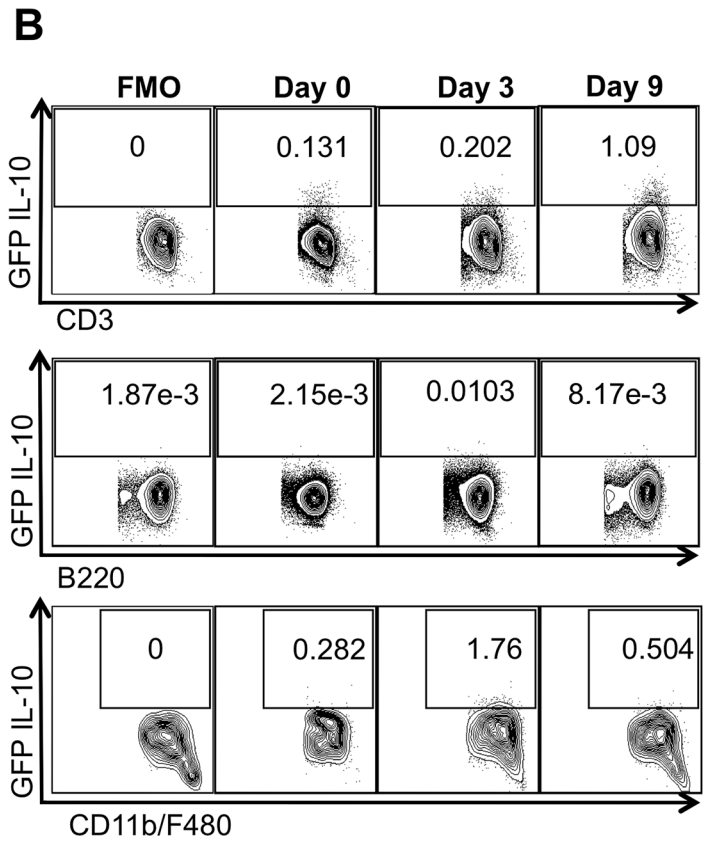 B
FMO Day 0 Day 3 Day 9
GFP IL-10
0 0.131 0.202 1.09
CD3
GFP IL-10
1.87e-3 2.15e-3 0.0103 8.17e-3
B220
GFP IL-10
0 0.282 1.76 0.504
CD11b/F480